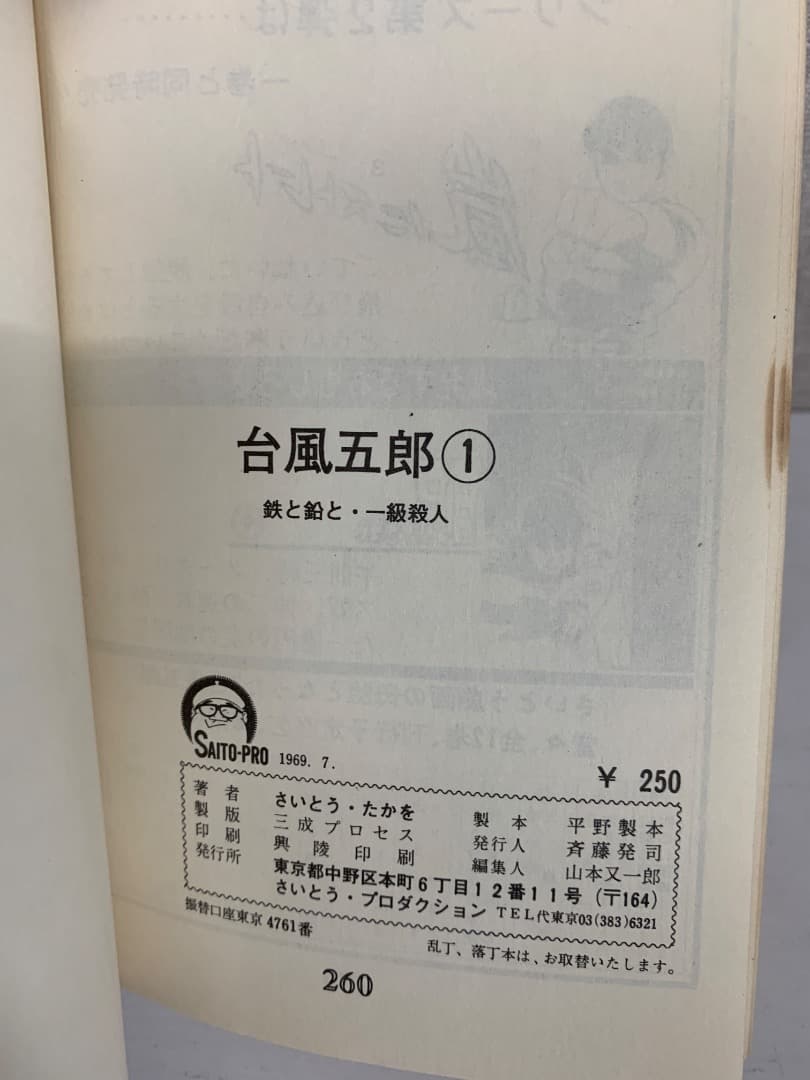 台風五郎①
鉄と鉛と・一級殺人
SAITO-PRO 1969. 7.
¥ 250
著者 さいとう・たかを 製本 平野製本
製版 三成プロセス 発行人 斉藤発司
印刷 興陵印刷 編集人 山本又一郎
発行所 東京都中野区本町6丁目12番11号(〒164)
さいとう・プロダクション TEL代東京03(383)6321
振替口座東京 4761番
乱丁、落丁本は、お取替いたします。
260